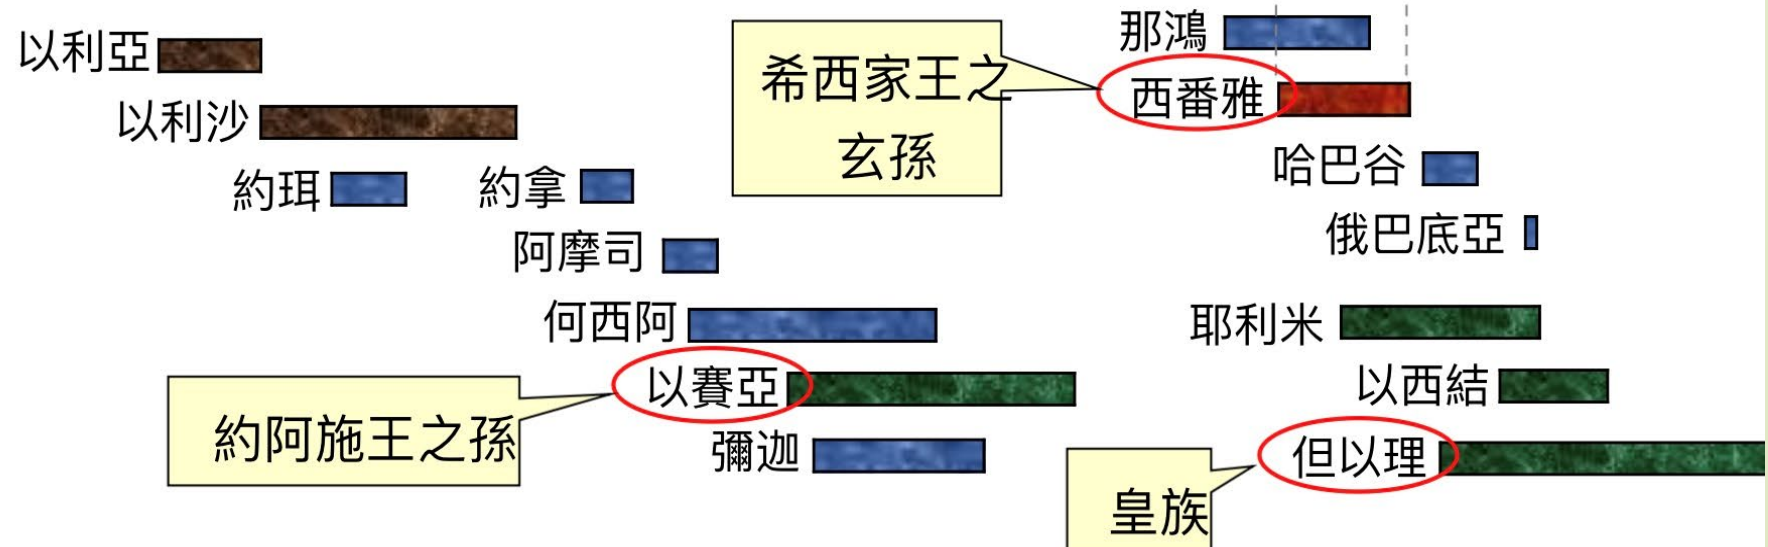 以利亞
以利沙
約珥
約拿
阿摩司
何西阿
以賽亞
彌迦
約阿施王之孫
希西家王之
玄孫
那鴻
西番雅
哈巴谷
俄巴底亞
耶利米
以西結
但以理
皇族